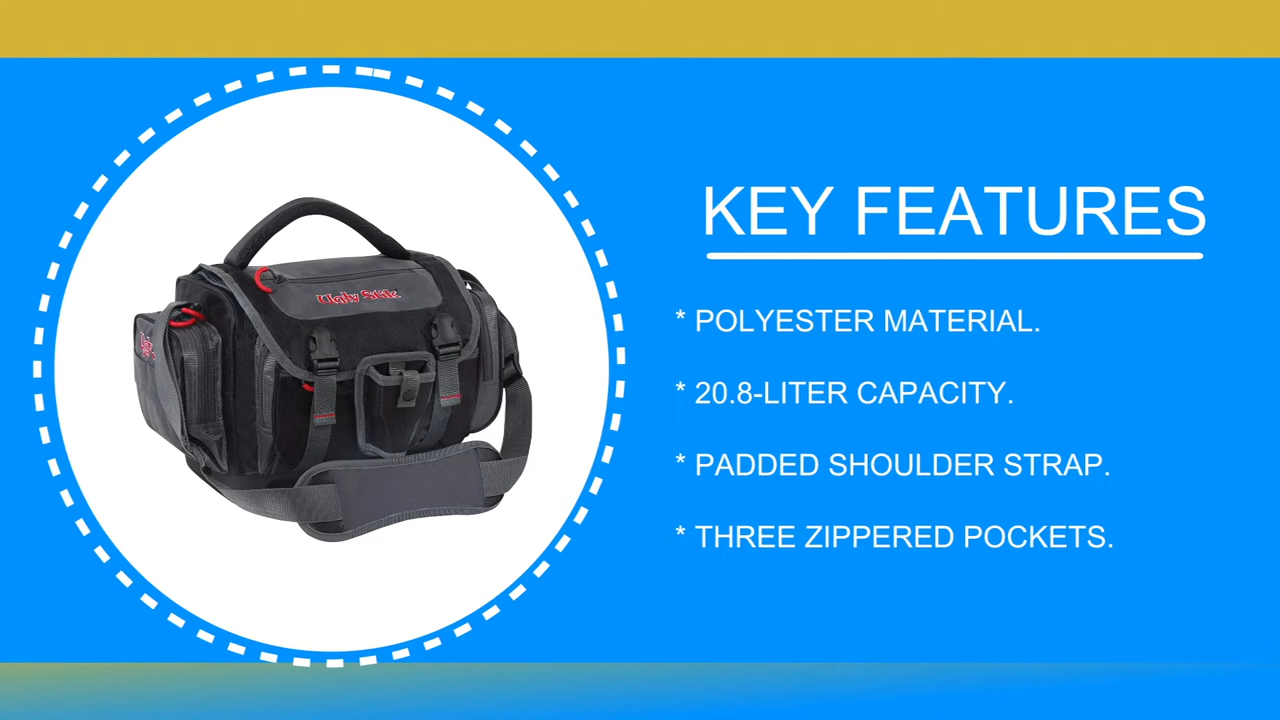 Ugly Stik
KEY FEATURES
* POLYESTER MATERIAL.
* 20.8-LITER CAPACITY.
* PADDED SHOULDER STRAP.
* THREE ZIPPERED POCKETS.